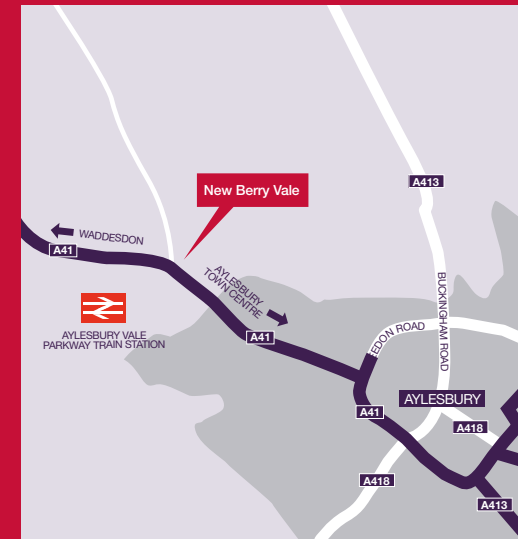 A413
New Berry Vale
WADDESDON
A41
AYLESBURY
TOWN CENTRE
BUCKINGHAM ROAD
AYLESBURY VALE
PARKWAY TRAIN STATION
A41
EDON ROAD
AYLESBURY
A41
A418
A418
A413